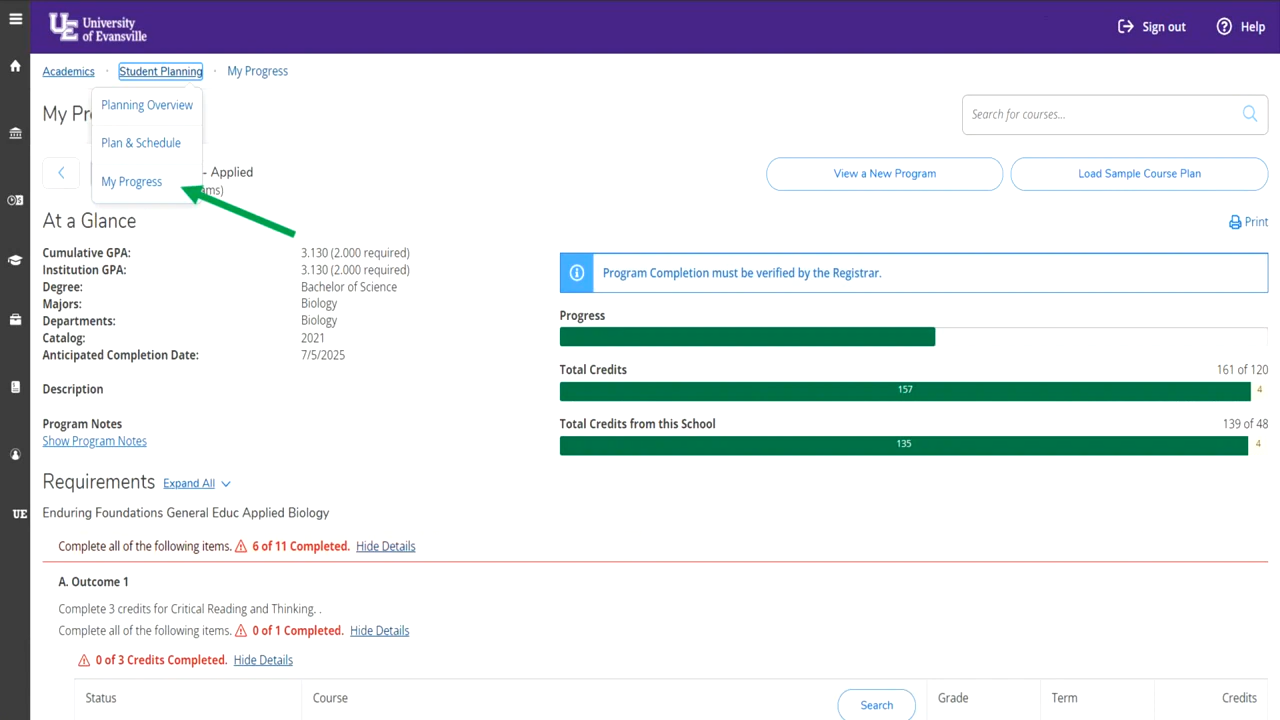 University
of Evansville
Sign out
Help
Academics · Student Planning · My Progress
Planning Overview
Plan & Schedule
My Progress
My Pr
Search for courses...
- Applied
ams)
View a New Program
Load Sample Course Plan
At a Glance
Print
Cumulative GPA: 3.130 (2.000 required)
Institution GPA: 3.130 (2.000 required)
Degree: Bachelor of Science
Majors: Biology
Departments: Biology
Catalog: 2021
Anticipated Completion Date: 7/5/2025
Description
Program Notes
Show Program Notes
Program Completion must be verified by the Registrar.
Progress
Total Credits 161 of 120
157 4
Total Credits from this School 139 of 48
135 4
Requirements Expand All
UE
Enduring Foundations General Educ Applied Biology
Complete all of the following items. 6 of 11 Completed. Hide Details
A. Outcome 1
Complete 3 credits for Critical Reading and Thinking. .
Complete all of the following items. 0 of 1 Completed. Hide Details
0 of 3 Credits Completed. Hide Details
Status Course Search Grade Term Credits